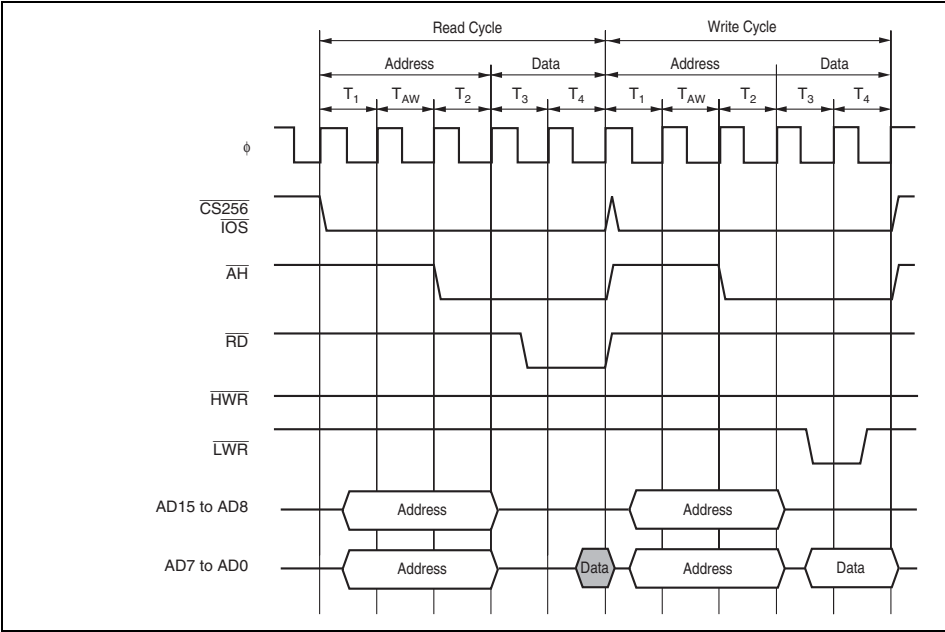 Read Cycle Write Cycle
Address Data Address Data
T1 TAW T2 T3 T4 T1 TAW T2 T3 T4
ϕ
CS256
IOS
AH
RD
HWR
LWR
AD15 to AD8 Address Address
AD7 to AD0 Address Data Address Data